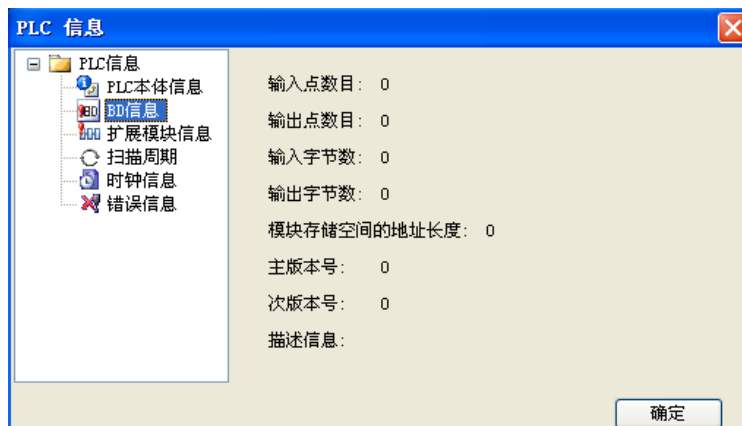 PLC 信息
PLC信息
PLC本体信息
BD信息
扩展模块信息
扫描周期
时钟信息
错误信息
输入点数目: 0
输出点数目: 0
输入字节数: 0
输出字节数: 0
模块存储空间的地址长度: 0
主版本号: 0
次版本号: 0
描述信息:
确定